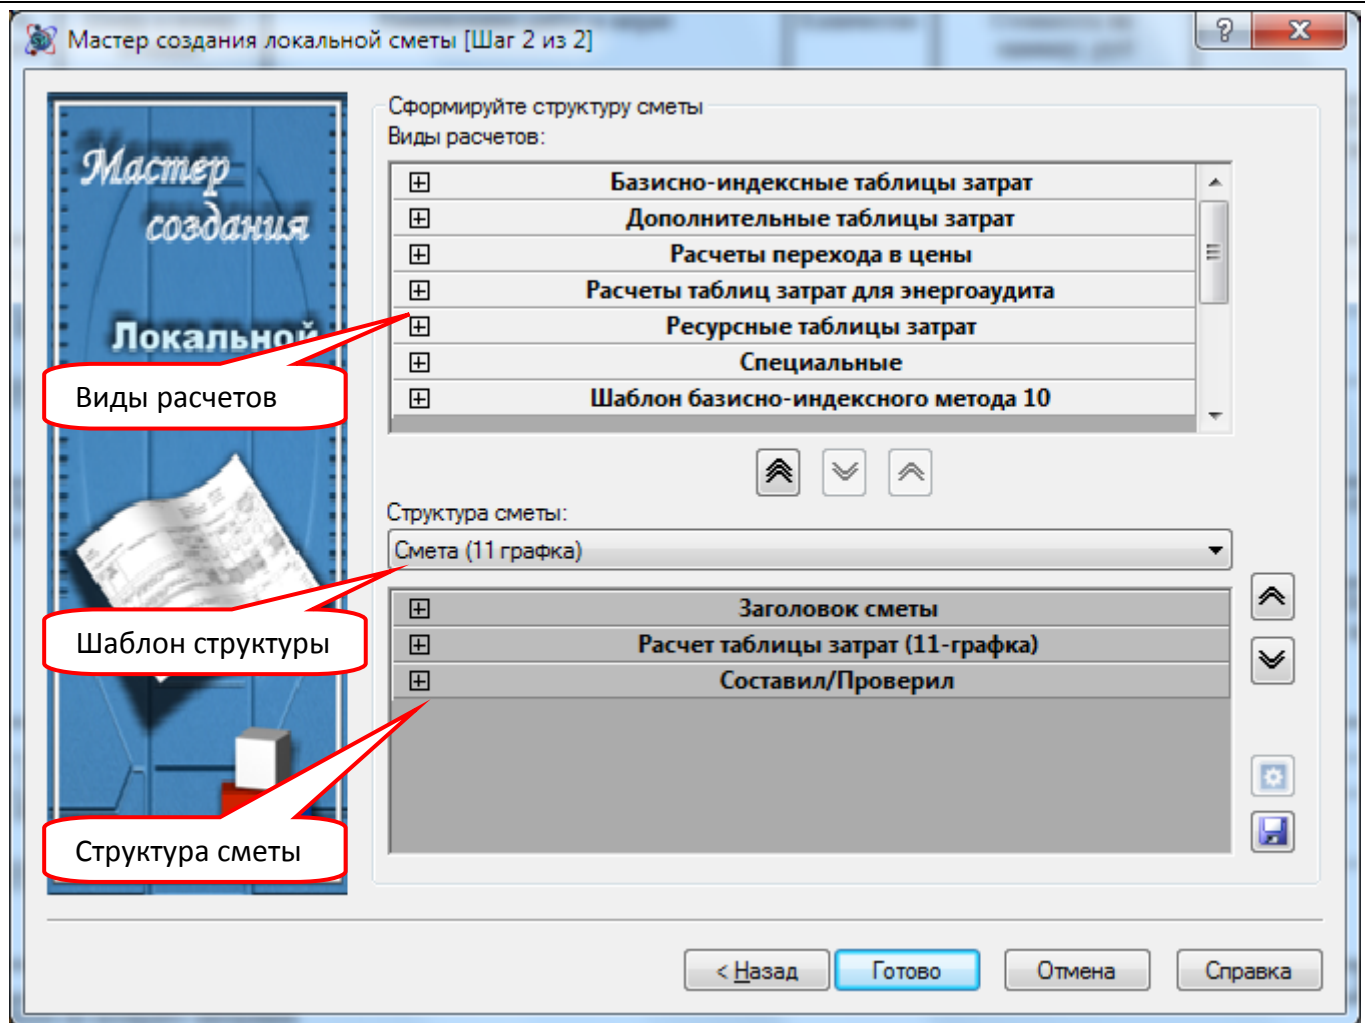 Мастер создания локальной сметы [Шаг 2 из 2]
Мастер
создания
Локальной
Сформируйте структуру сметы
Виды расчетов:
Базисно-индексные таблицы затрат
Дополнительные таблицы затрат
Расчеты перехода в цены
Расчеты таблиц затрат для энергоаудита
Ресурсные таблицы затрат
Специальные
Шаблон базисно-индексного метода 10
Виды расчетов
Структура сметы:
Смета (11 графка)
Шаблон структуры
Заголовок сметы
Расчет таблицы затрат (11-графка)
Составил/Проверил
Структура сметы
< Назад
Готово
Отмена
Справка